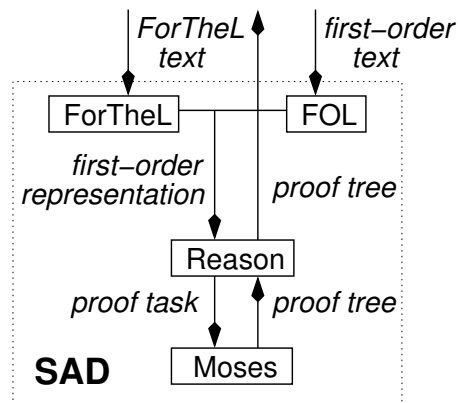 ForTheL
text
first−order
text
ForTheL
FOL
first−order
representation
proof tree
Reason
proof task
proof tree
SAD
Moses